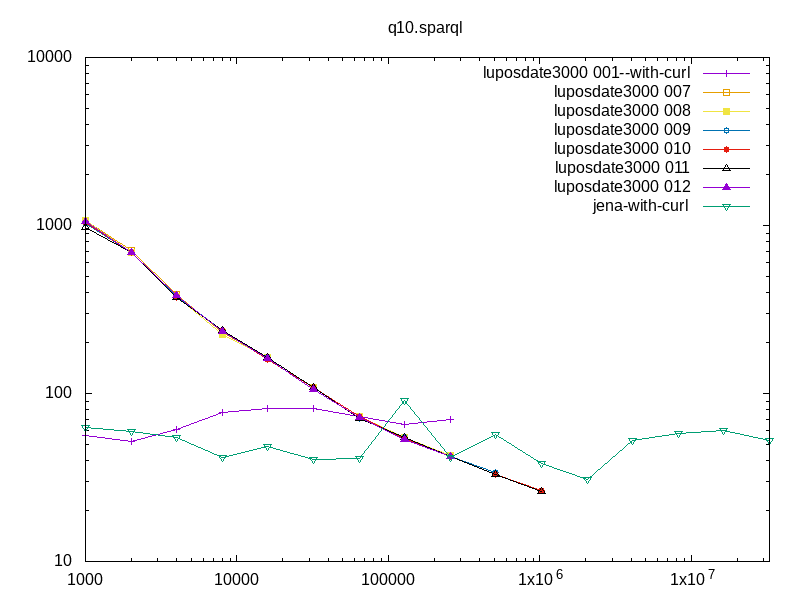 q10.sparql
10000
1000
100
10
luposdate3000 001--with-curl
luposdate3000 007
luposdate3000 008
luposdate3000 009
luposdate3000 010
luposdate3000 011
luposdate3000 012
jena-with-curl
1000 10000 100000 1x10^6 1x10^7